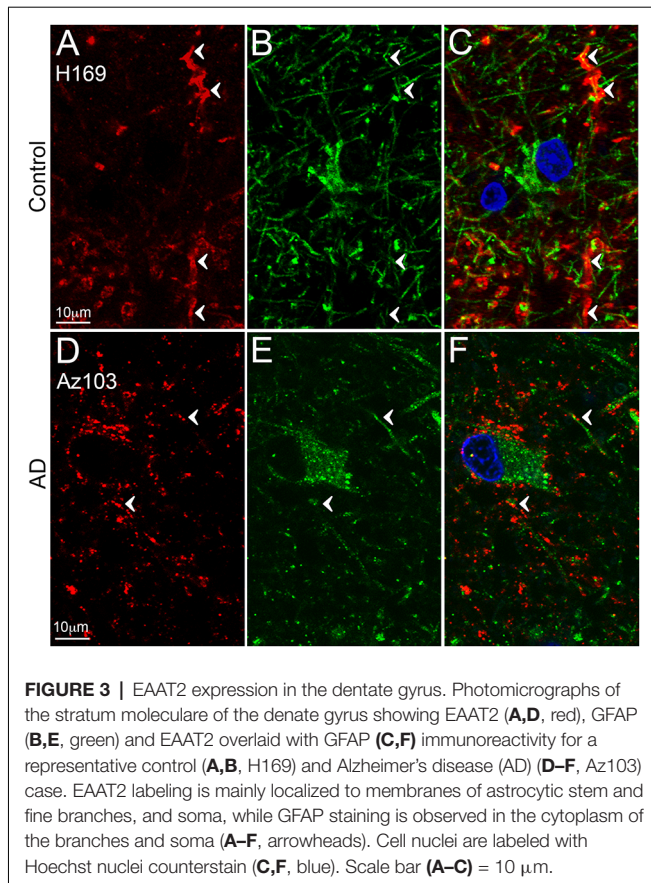 A
H169
B
C
Control
10μm
D
Az103
E
F
AD
10μm
FIGURE 3 | EAAT2 expression in the dentate gyrus. Photomicrographs of
the stratum moleculare of the denate gyrus showing EAAT2 (A,D, red), GFAP
(B,E, green) and EAAT2 overlaid with GFAP (C,F) immunoreactivity for a
representative control (A,B, H169) and Alzheimer's disease (AD) (D–F, Az103)
case. EAAT2 labeling is mainly localized to membranes of astrocytic stem and
fine branches, and soma, while GFAP staining is observed in the cytoplasm of
the branches and soma (A–F, arrowheads). Cell nuclei are labeled with
Hoechst nuclei counterstain (C,F, blue). Scale bar (A–C) = 10 μm.